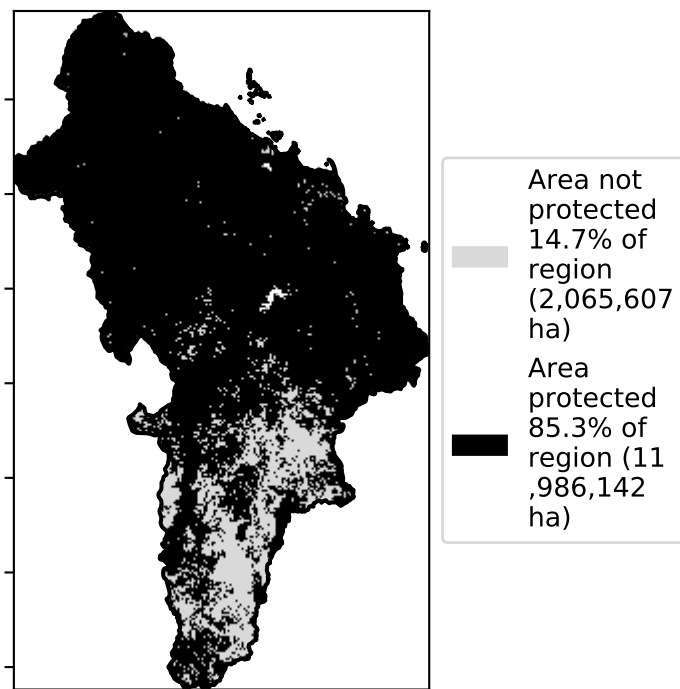 Area not
protected
14.7% of
region
(2,065,607
ha)
Area
protected
85.3% of
region (11
,986,142
ha)